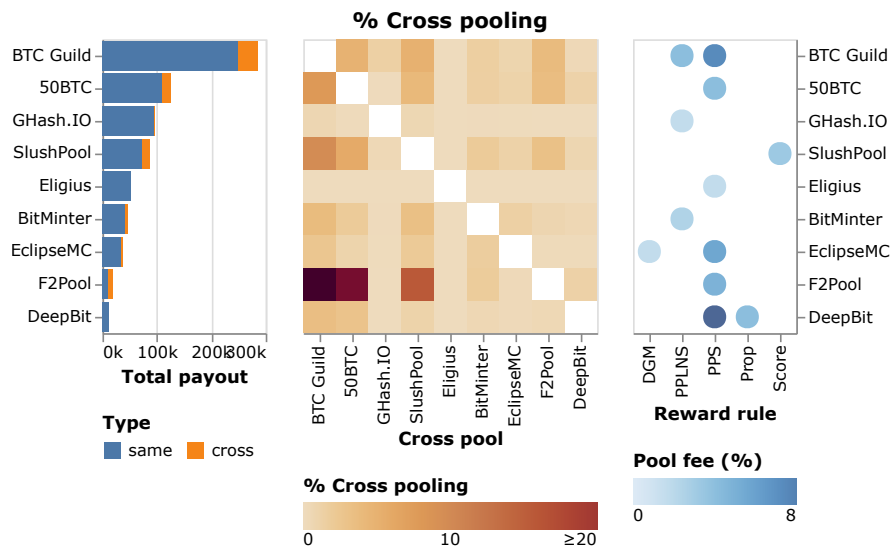 % Cross pooling
BTC Guild
50BTC
GHash.IO
SlushPool
Eligius
BitMinter
EclipseMC
F2Pool
DeepBit
0k 100k 200k 300k
Total payout
Type
same cross
BTC Guild
50BTC
GHash.IO
SlushPool
Eligius
BitMinter
EclipseMC
F2Pool
DeepBit
Cross pool
% Cross pooling
0 10 ≥20
BTC Guild
50BTC
GHash.IO
SlushPool
Eligius
BitMinter
EclipseMC
F2Pool
DeepBit
DGM
PPLNS
PPS
Prop
Score
Reward rule
Pool fee (%)
0 8